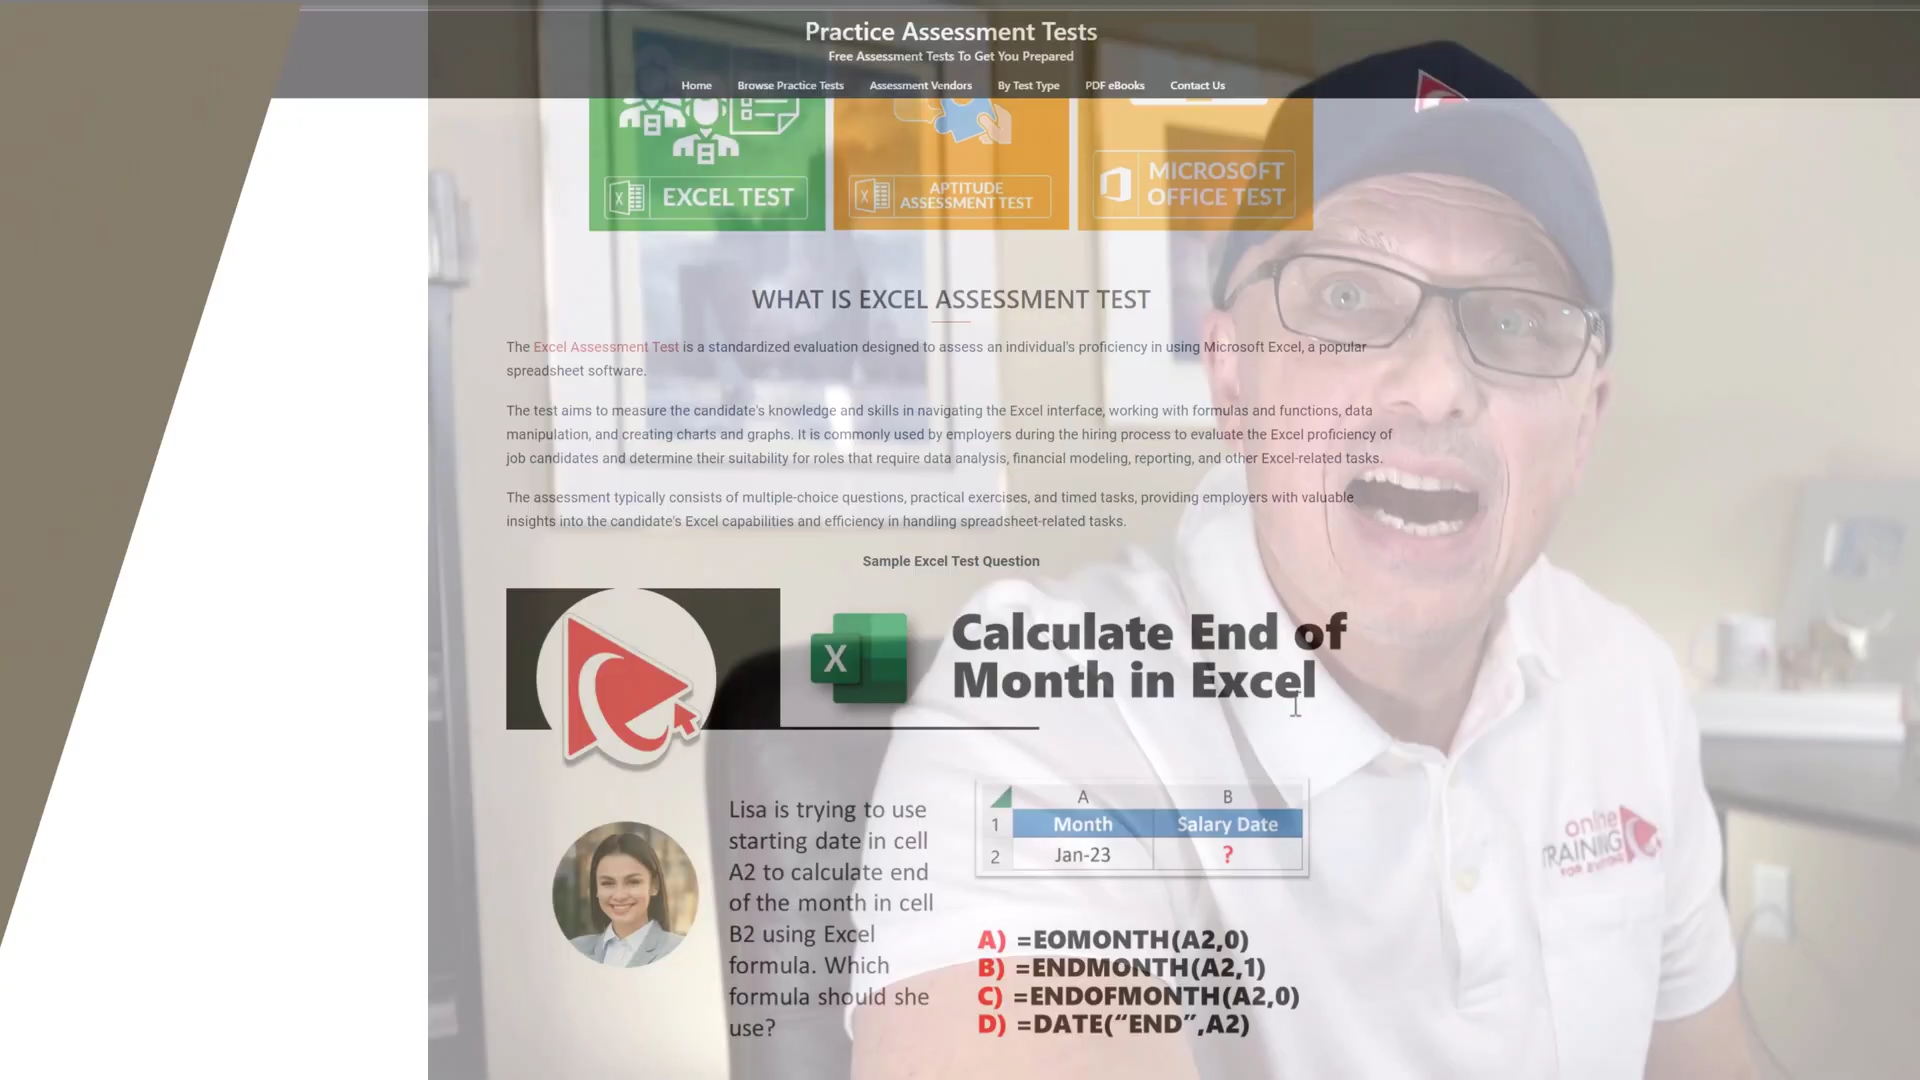 Practice Assessment Tests
Free Assessment Tests To Get You Prepared
Home Browse Practice Tests Assessment Vendors By Test Type PDF eBooks Contact Us
EXCEL TEST
APTITUDE
ASSESSMENT TEST
MICROSOFT
OFFICE TEST
WHAT IS EXCEL ASSESSMENT TEST
The Excel Assessment Test is a standardized evaluation designed to assess an individual's proficiency in using Microsoft Excel, a popular
spreadsheet software.
The test aims to measure the candidate's knowledge and skills in navigating the Excel interface, working with formulas and functions, data
manipulation, and creating charts and graphs. It is commonly used by employers during the hiring process to evaluate the Excel proficiency of
job candidates and determine their suitability for roles that require data analysis, financial modeling, reporting, and other Excel-related tasks.
The assessment typically consists of multiple-choice questions, practical exercises, and timed tasks, providing employers with valuable
insights into the candidate's Excel capabilities and efficiency in handling spreadsheet-related tasks.
Sample Excel Test Question
X
Calculate End of
Month in Excel
Lisa is trying to use
starting date in cell
A2 to calculate end
of the month in cell
B2 using Excel
formula. Which
formula should she
use?
A B
1 Month Salary Date
2 Jan-23 ?
A) =EOMONTH(A2,0)
B) =ENDMONTH(A2,1)
C) =ENDOFMONTH(A2,0)
D) =DATE(“END”,A2)
online
TRAINING
FOR EVERYONE